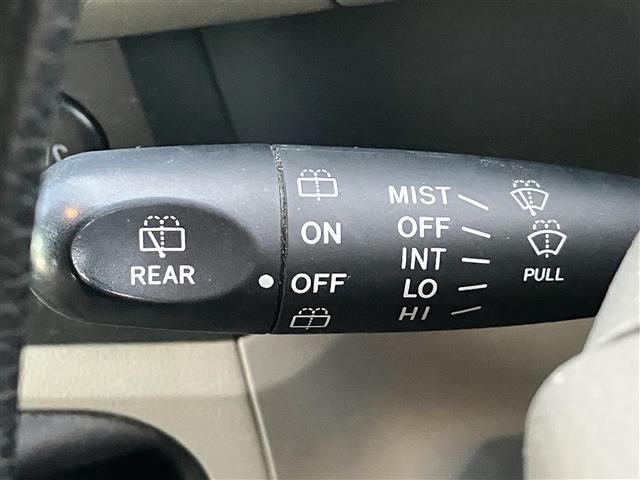 REAR
ON
OFF
MIST
OFF
INT
LO
HI
PULL